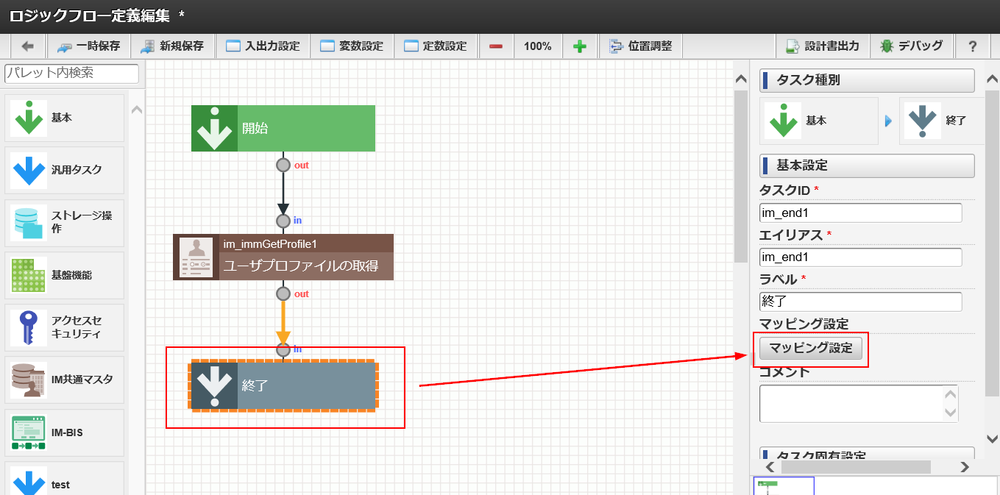 ロジックフロー定義編集 *
一時保存 新規保存 入出力設定 変数設定 定数設定 100% 位置調整 設計書出力 デバッグ ?
パレット内検索
基本
汎用タスク
ストレージ操
作
基盤機能
アクセスセ
キュリティ
IM共通マスタ
IM-BIS
test
開始
out
in
im_immGetProfile1
ユーザプロファイルの取得
out
in
終了
タスク種別
基本 終了
基本設定
タスクID *
im_end1
エイリアス *
im_end1
ラベル *
終了
マッピング設定
マッピング設定
コメント
タスク固有設定